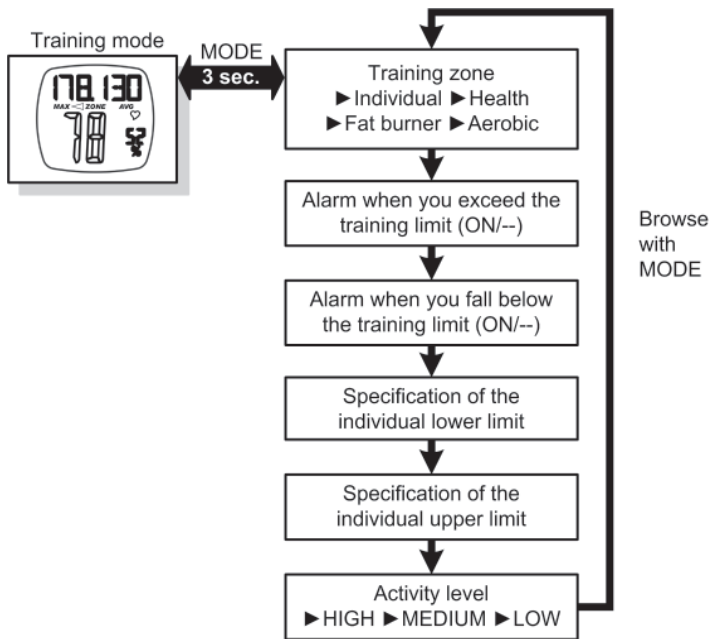 Training mode
MODE
3 sec.
178.130
MAX ZONE AVG
78
%
Training zone
►Individual ►Health
►Fat burner ►Aerobic
Alarm when you exceed the
training limit (ON/--)
Alarm when you fall below
the training limit (ON/--)
Browse
with
MODE
Specification of the
individual lower limit
Specification of the
individual upper limit
Activity level
►HIGH ►MEDIUM ►LOW